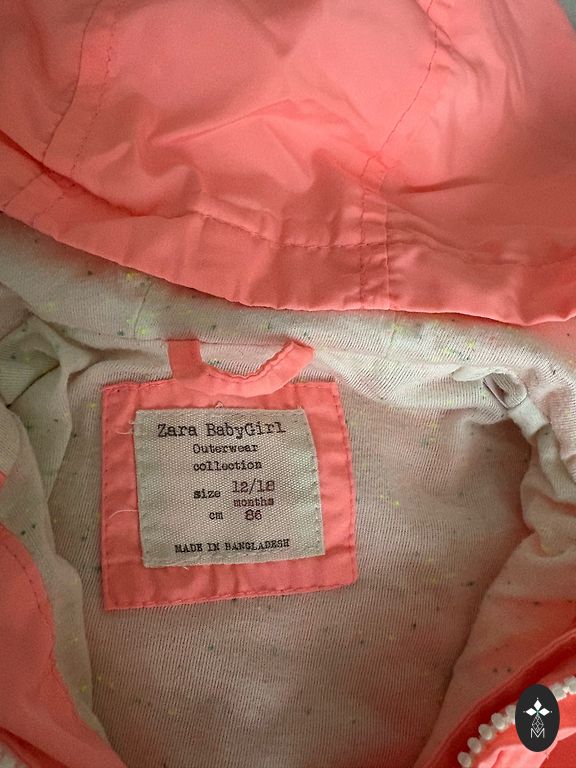 Zara BabyGirl
Outerwear
collection
size 12/18
months
cm 86
MADE IN BANGLADESH
M